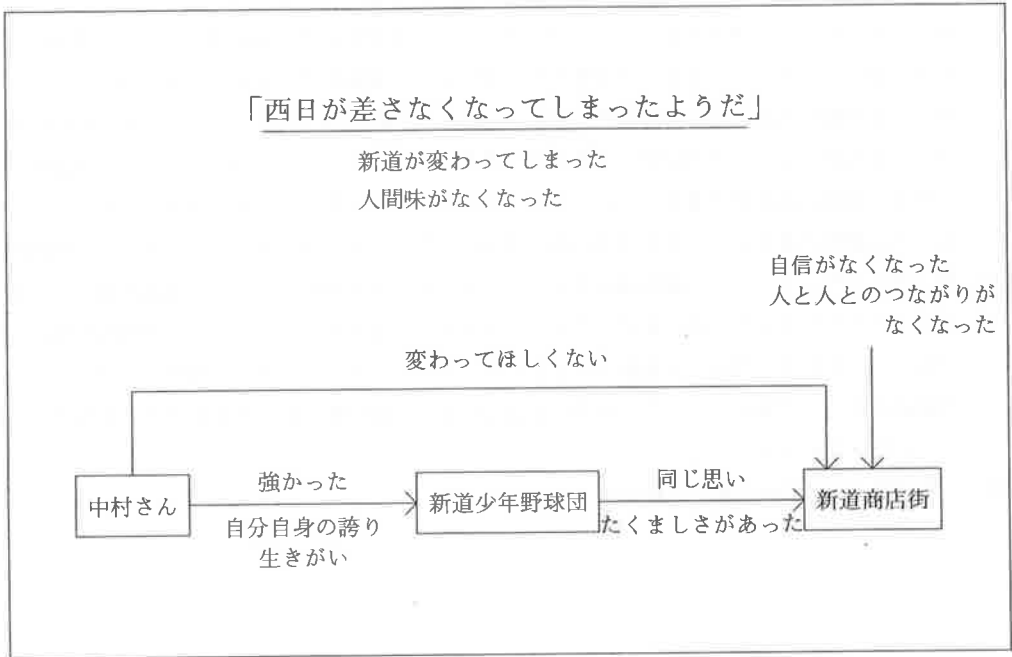 「西日が差さなくなってしまったようだ」
新道が変わってしまった
人間味がなくなった
自信がなくなった
人と人とのつながりが
なくなった
変わってほしくない
中村さん
強かった
自分自身の誇り
生きがい
新道少年野球団
同じ思い
たくましさがあった
新道商店街